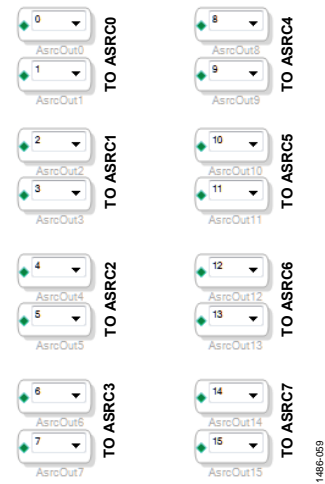 0
AsrcOut0
1
AsrcOut1
TO ASRC0
2
AsrcOut2
3
AsrcOut3
TO ASRC1
4
AsrcOut4
5
AsrcOut5
TO ASRC2
6
AsrcOut6
7
AsrcOut7
TO ASRC3
8
AsrcOut8
9
AsrcOut9
TO ASRC4
10
AsrcOut10
11
AsrcOut11
TO ASRC5
12
AsrcOut12
13
AsrcOut13
TO ASRC6
14
AsrcOut14
15
AsrcOut15
TO ASRC7
1486-059